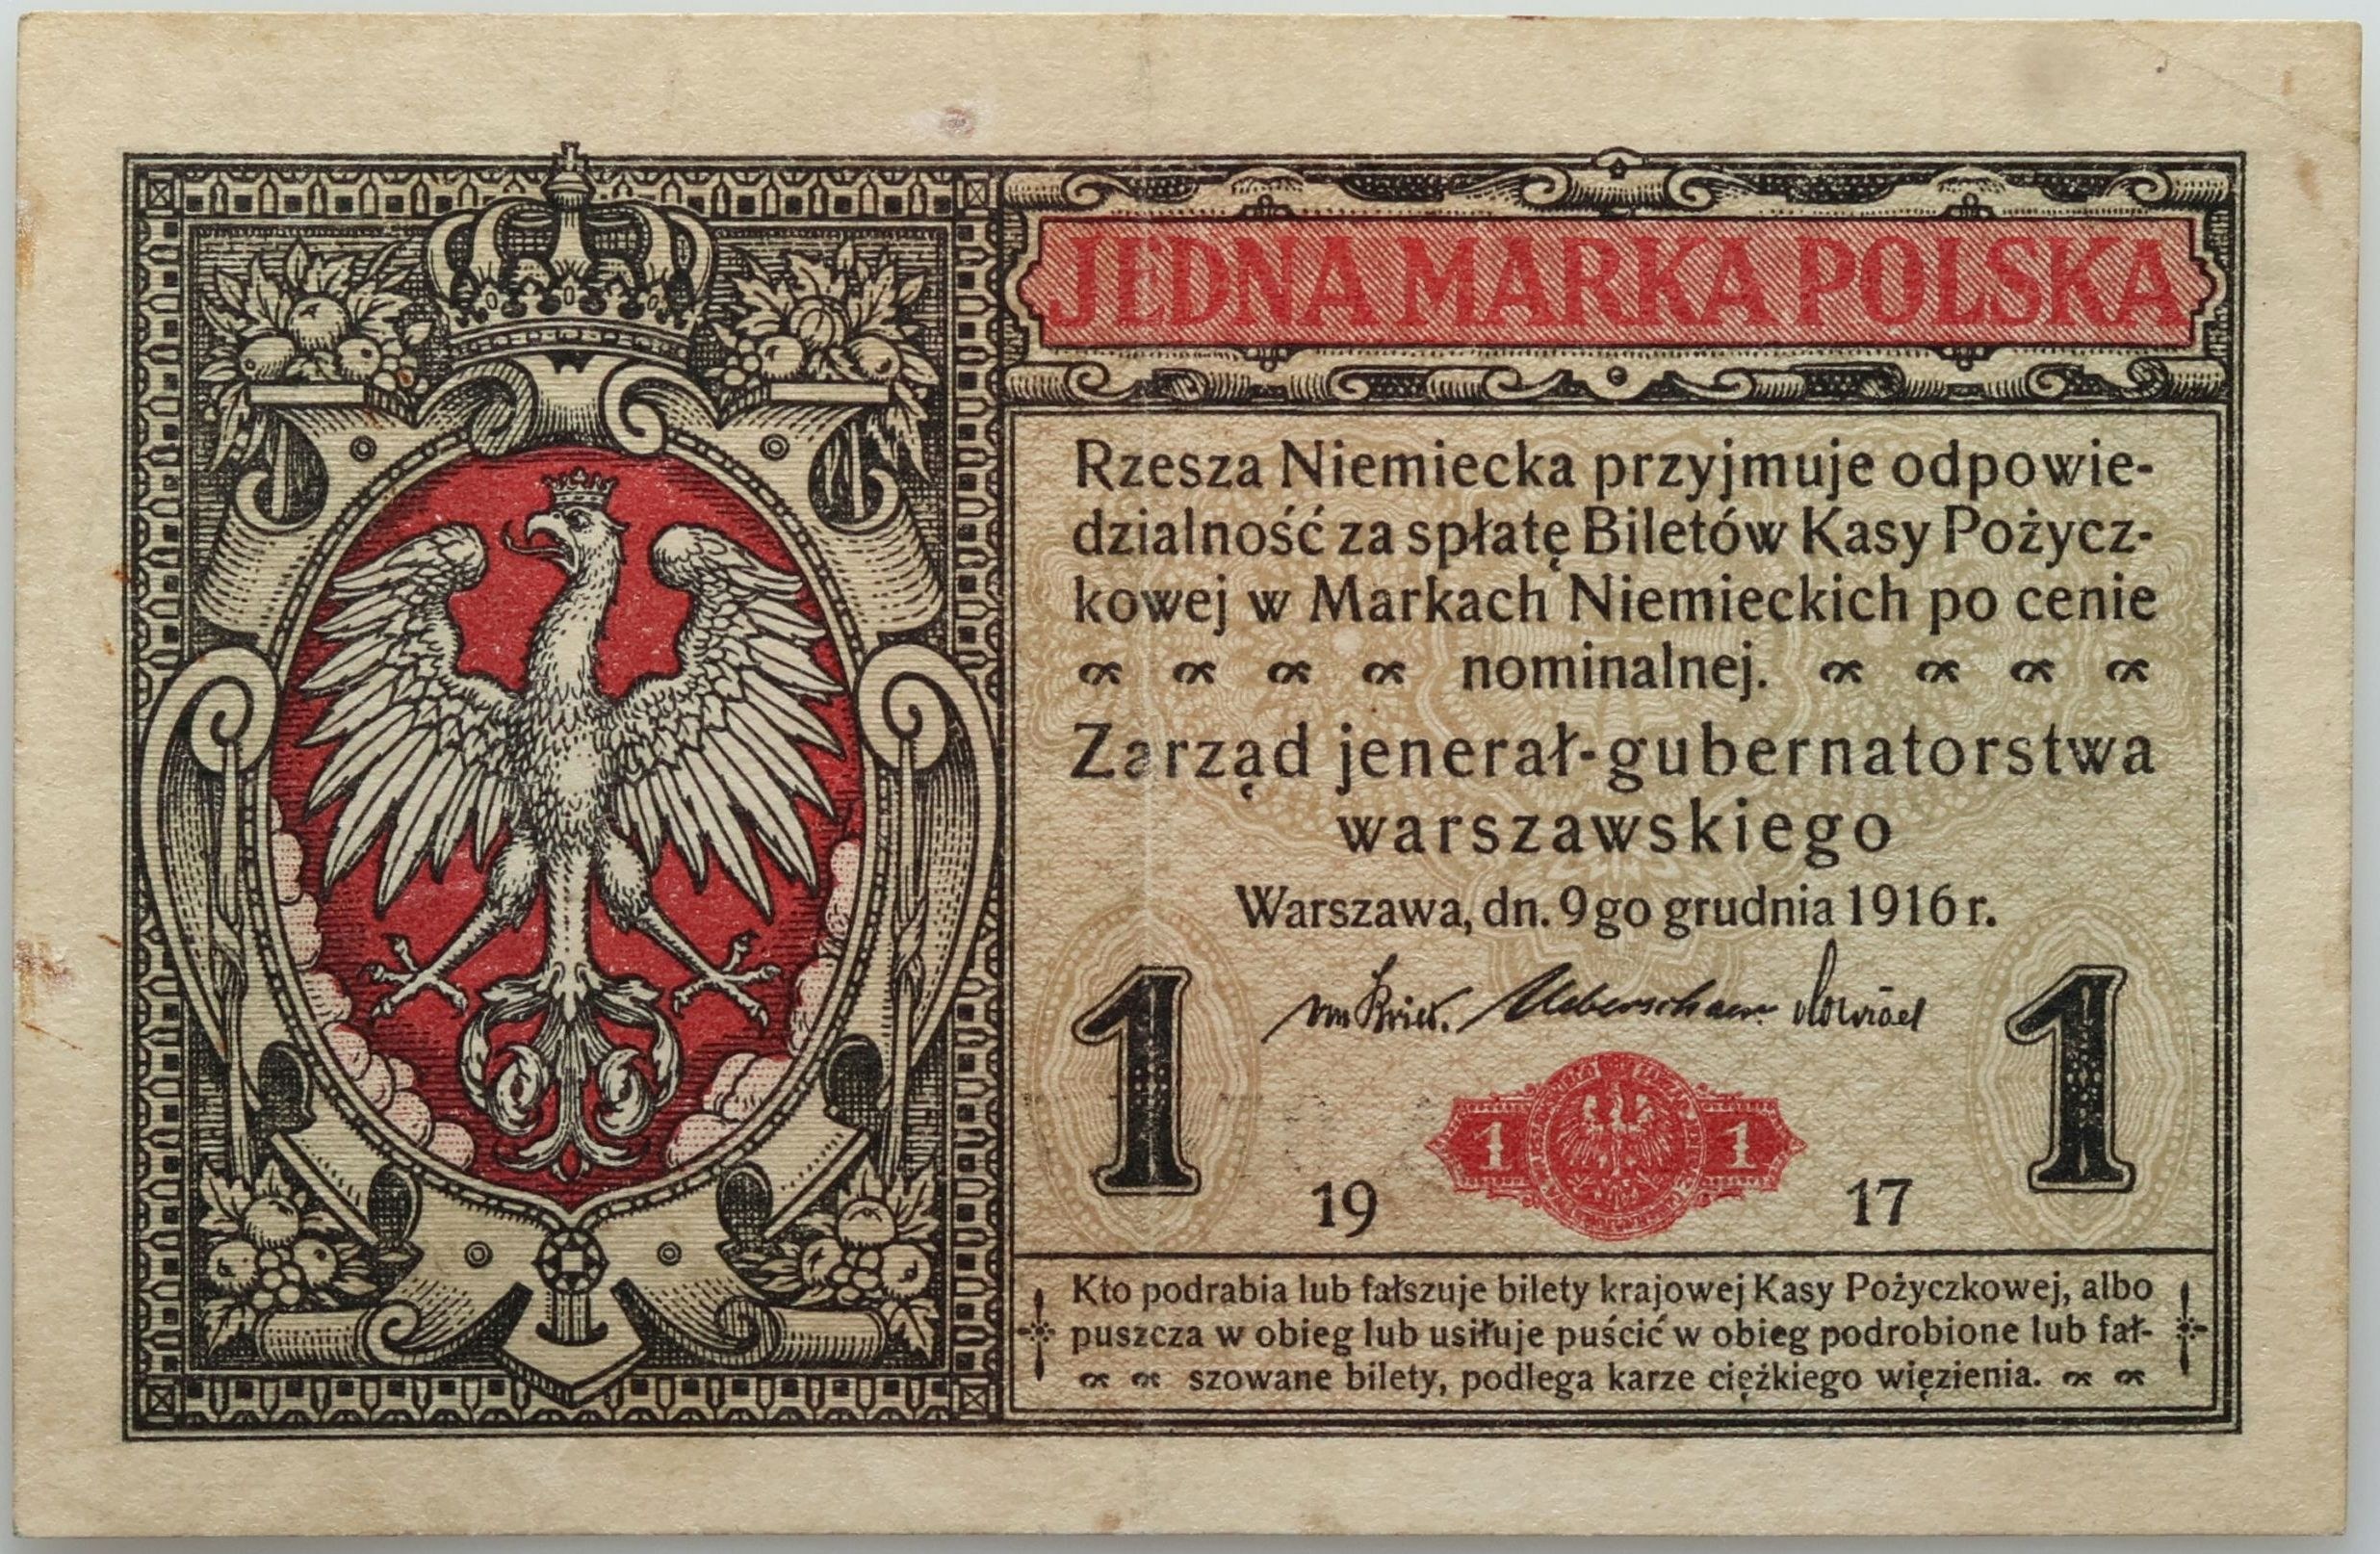 JEDNA MARKA POLSKA
Rzesza Niemiecka przyjmuje odpowie-
dzialność za spłatę Biletów Kasy Pożycz-
kowej w Markach Niemieckich po cenie
nominalnej.
Zarząd jenerał-gubernatorstwa
warszawskiego
Warszawa, dn. 9go grudnia 1916 r.
1 1
1 1
19 17
Kto podrabia lub fałszuje bilety krajowej Kasy Pożyczkowej, albo
puszcza w obieg lub usiłuje puścić w obieg podrobione lub fał-
szowane bilety, podlega karze ciężkiego więzienia.